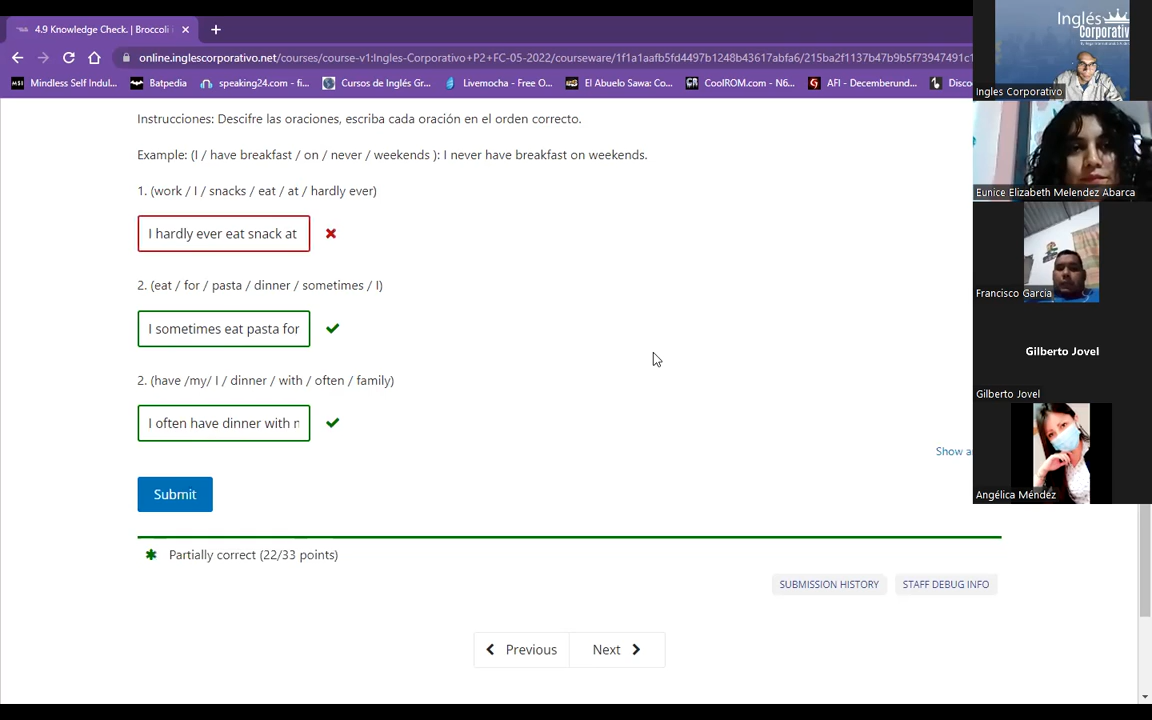 4.9 Knowledge Check. | Broccoli
online.inglescorporativo.net/courses/course-v1:Ingles-Corporativo+P2+FC-05-2022/courseware/1f1a1aafb5fd4497b1248b43617abfa6/215ba2f1137b47b9b5f73947491c1
Mindless Self Indul...
Batpedia
speaking24.com - fi...
Cursos de Inglés Gr...
Livemocha - Free O...
El Abuelo Sawa: Co...
CoolROM.com - N6...
AFI - Decemberund...
Disco
Inglés
Corporativo
Ingles Corporativo
Instrucciones: Descifre las oraciones, escriba cada oración en el orden correcto.
Example: (I / have breakfast / on / never / weekends ): I never have breakfast on weekends.
1. (work / I / snacks / eat / at / hardly ever)
I hardly ever eat snack at
2. (eat / for / pasta / dinner / sometimes / I)
I sometimes eat pasta for
2. (have /my/ I / dinner / with / often / family)
I often have dinner with
Show
Submit
Partially correct (22/33 points)
SUBMISSION HISTORY
STAFF DEBUG INFO
Previous
Next
Eunice Elizabeth Melendez Abarca
Francisco Garcia
Gilberto Jovel
Gilberto Jovel
Angélica Méndez